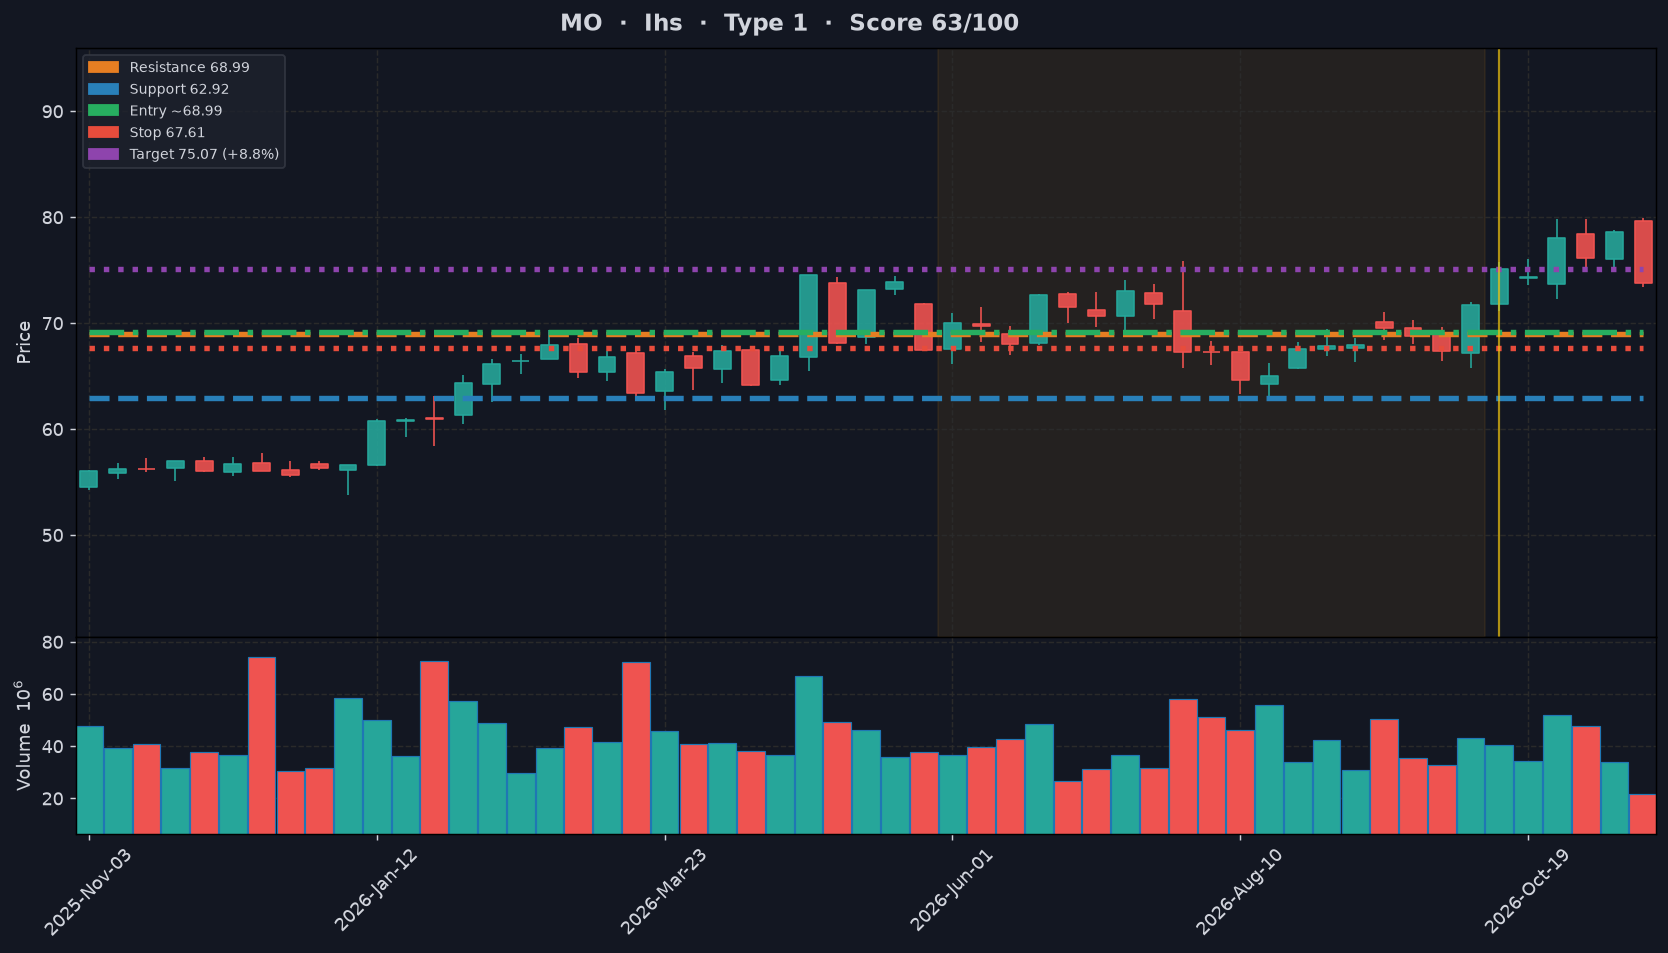 MO · Ihs · Type 1 · Score 63/100
Resistance 68.99
Support 62.92
Entry ~68.99
Stop 67.61
Target 75.07 (+8.8%)
Price
90
80
70
60
50
Volume 10⁶
80
60
40
20
2025-Nov-03
2026-Jan-12
2026-Mar-23
2026-Jun-01
2026-Aug-10
2026-Oct-19